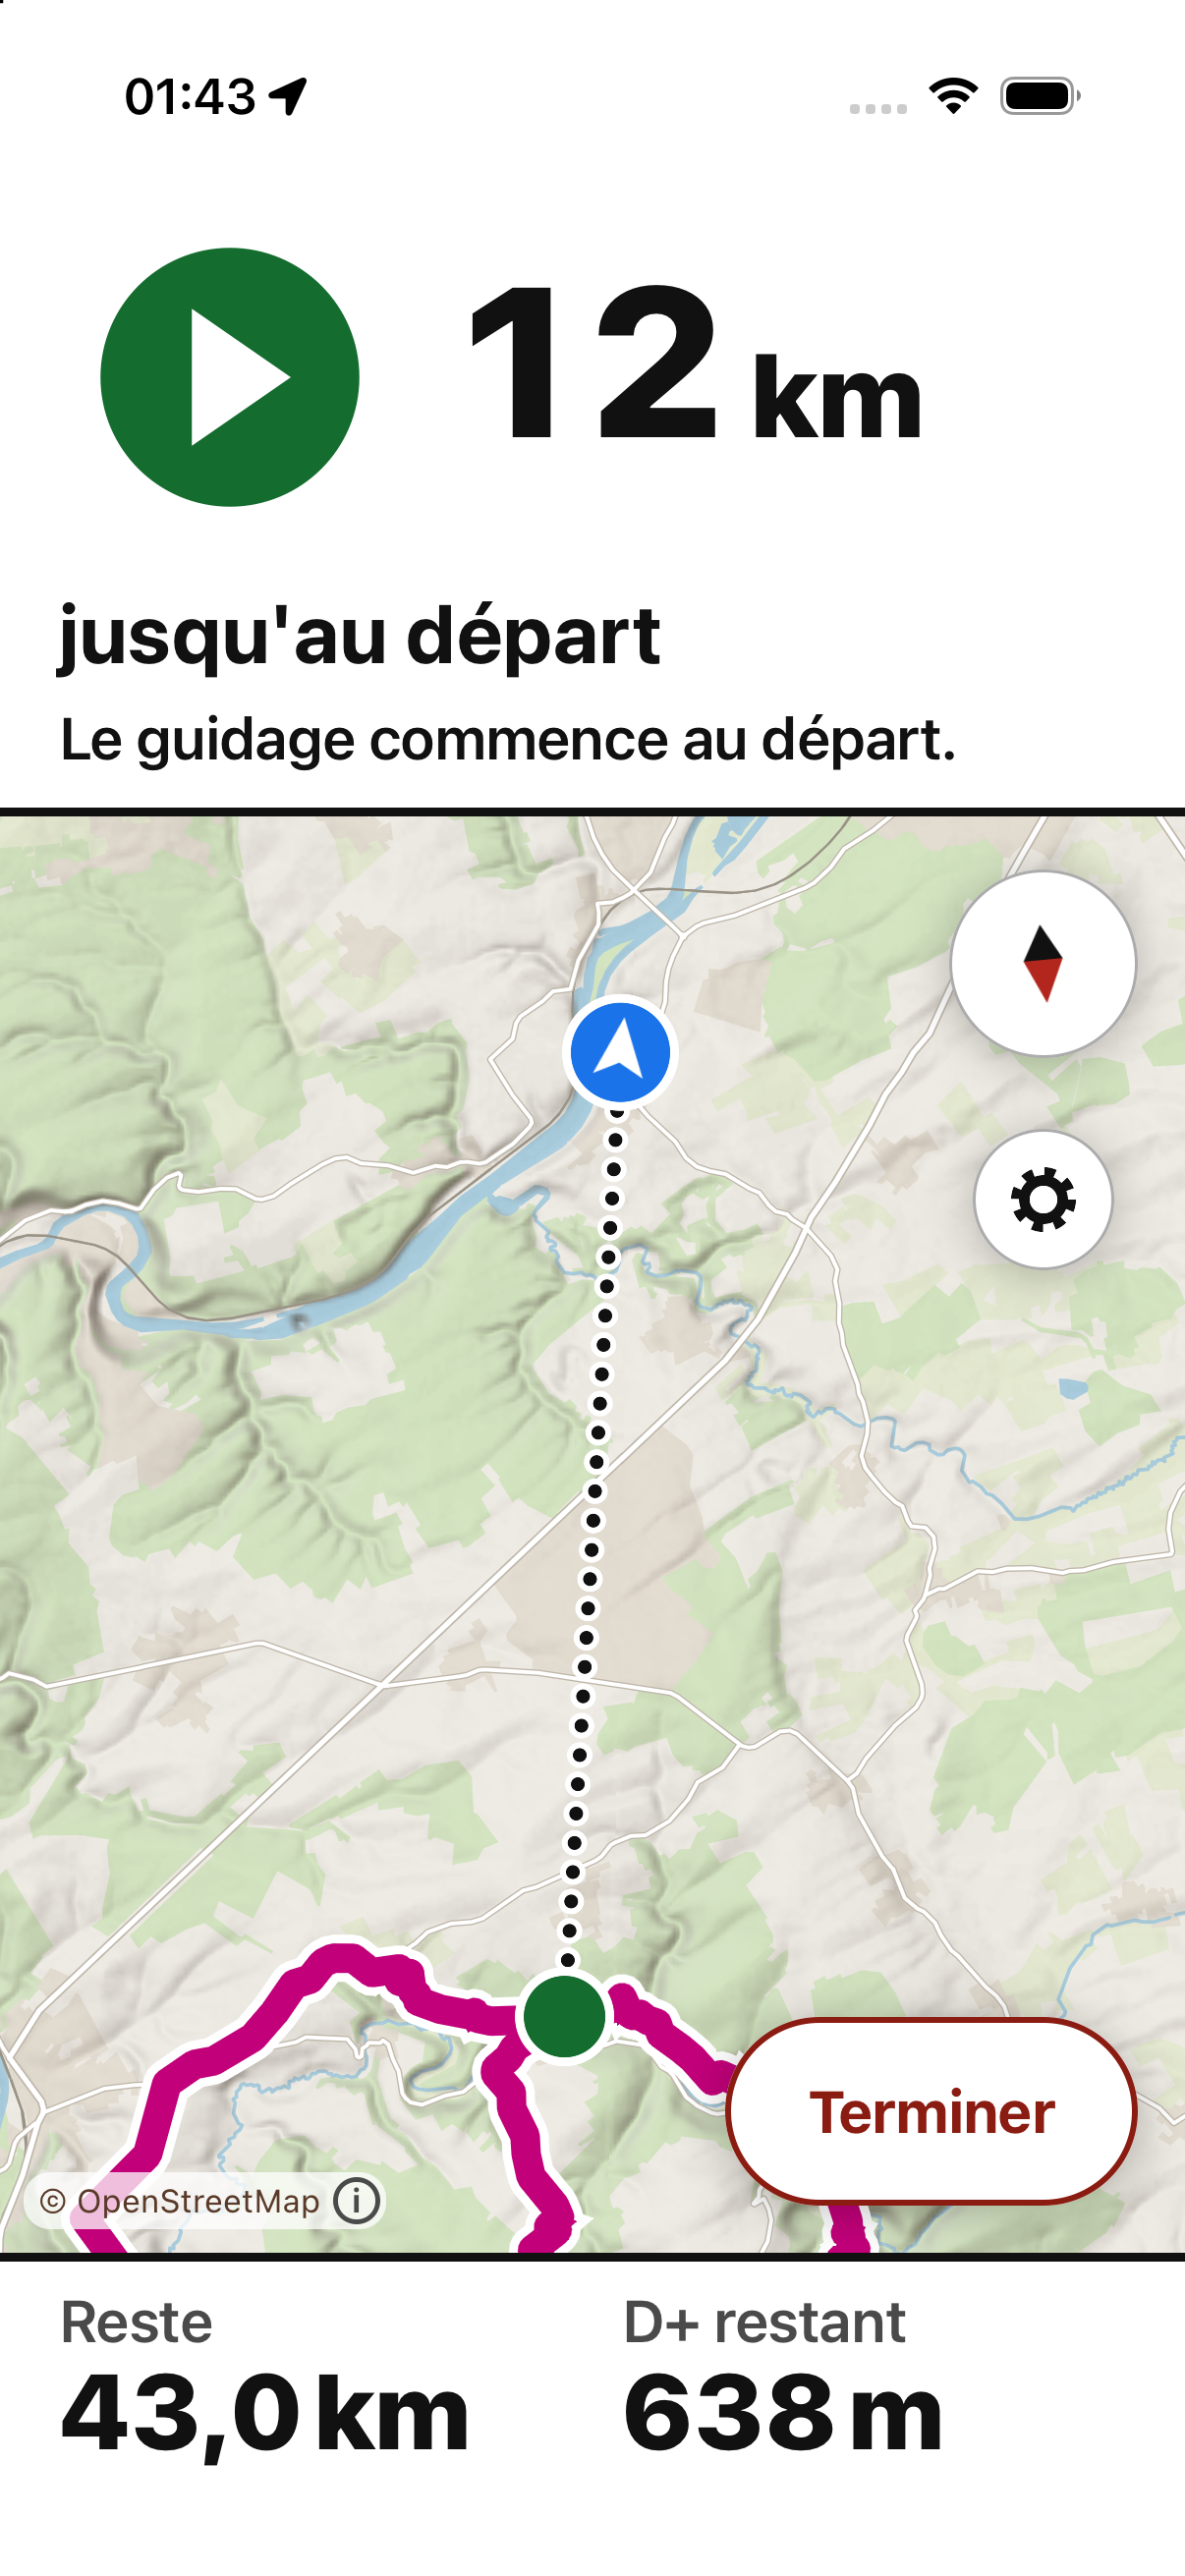 01:43
12 km
jusqu'au départ
Le guidage commence au départ.
Terminer
© OpenStreetMap
Reste
D+ restant
43,0 km
638 m